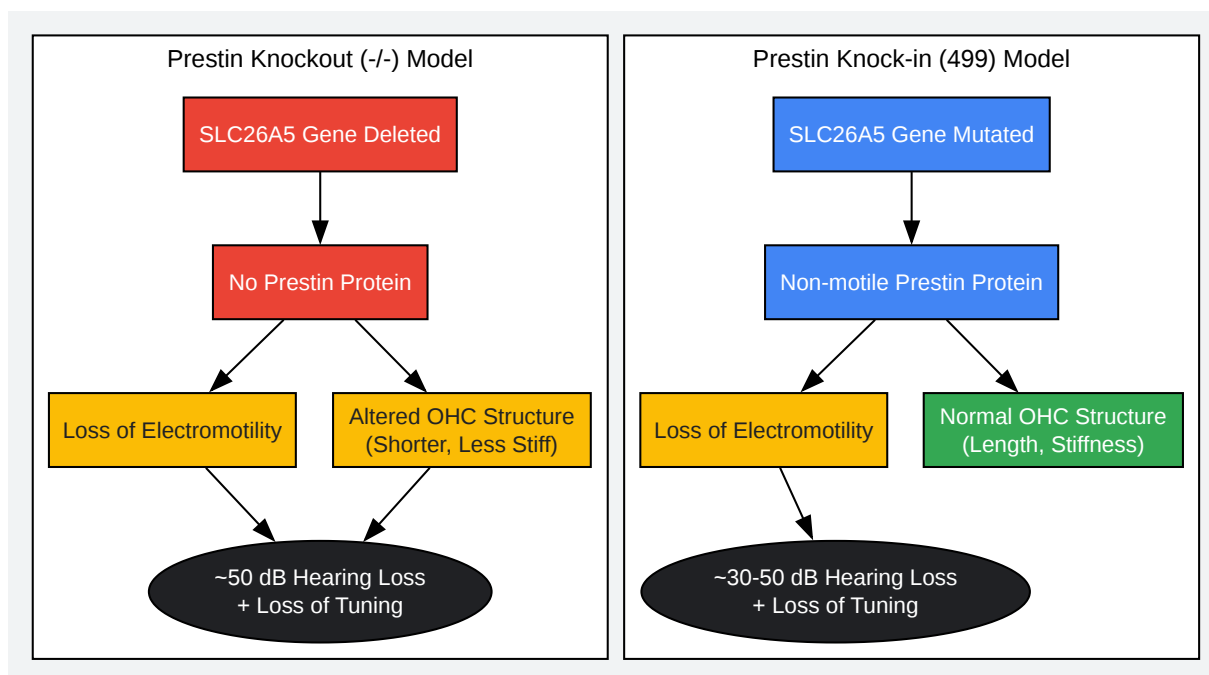 Prestin Knockout (-/-) Model
SLC26A5 Gene Deleted
No Prestin Protein
Loss of Electromotility
Altered OHC Structure
(Shorter, Less Stiff)
~50 dB Hearing Loss
+ Loss of Tuning
Prestin Knock-in (499) Model
SLC26A5 Gene Mutated
Non-motile Prestin Protein
Loss of Electromotility
Normal OHC Structure
(Length, Stiffness)
~30-50 dB Hearing Loss
+ Loss of Tuning